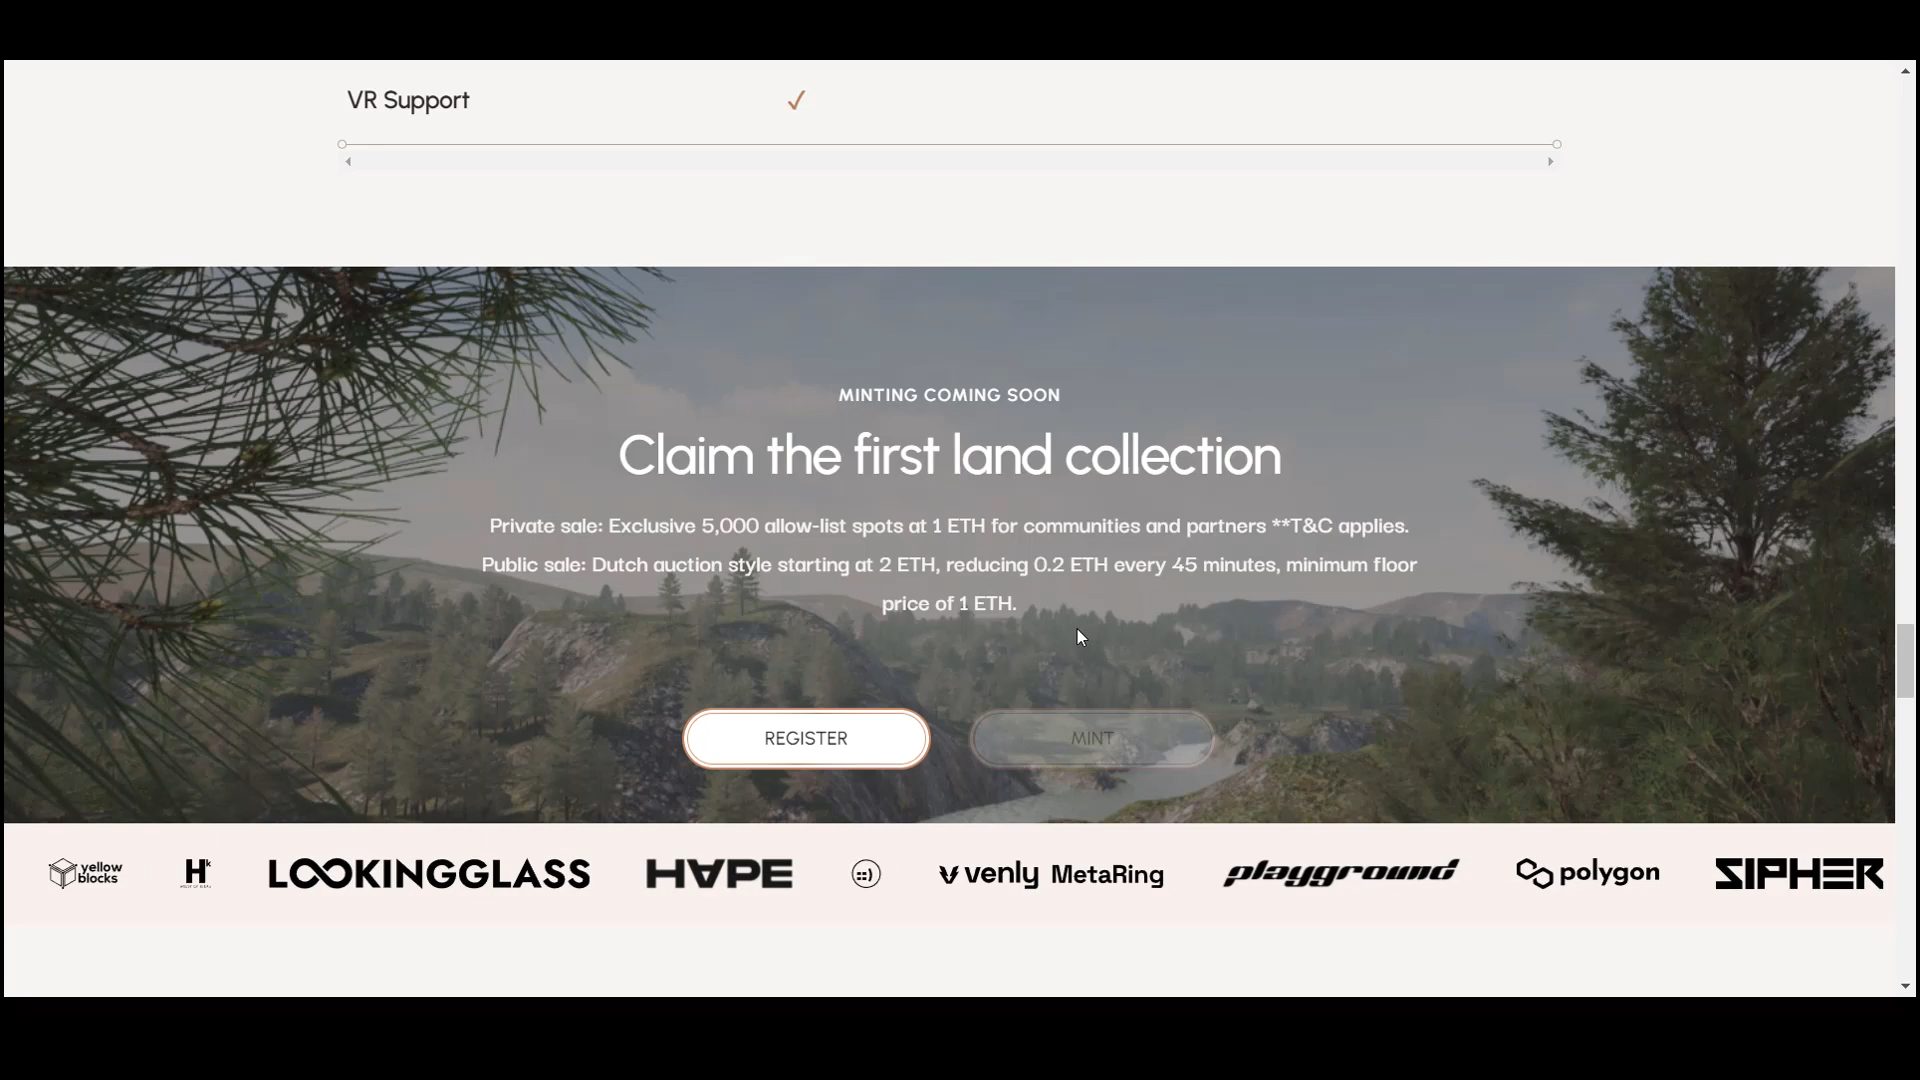 VR Support
MINTING COMING SOON
Claim the first land collection
Private sale: Exclusive 5,000 allow-list spots at 1 ETH for communities and partners **T&C applies.
Public sale: Dutch auction style starting at 2 ETH, reducing 0.2 ETH every 45 minutes, minimum floor
price of 1 ETH.
REGISTER MINT
yellow blocks Hk LOOKINGGLASS HAPE venly MetaRing playground polygon SIPHER